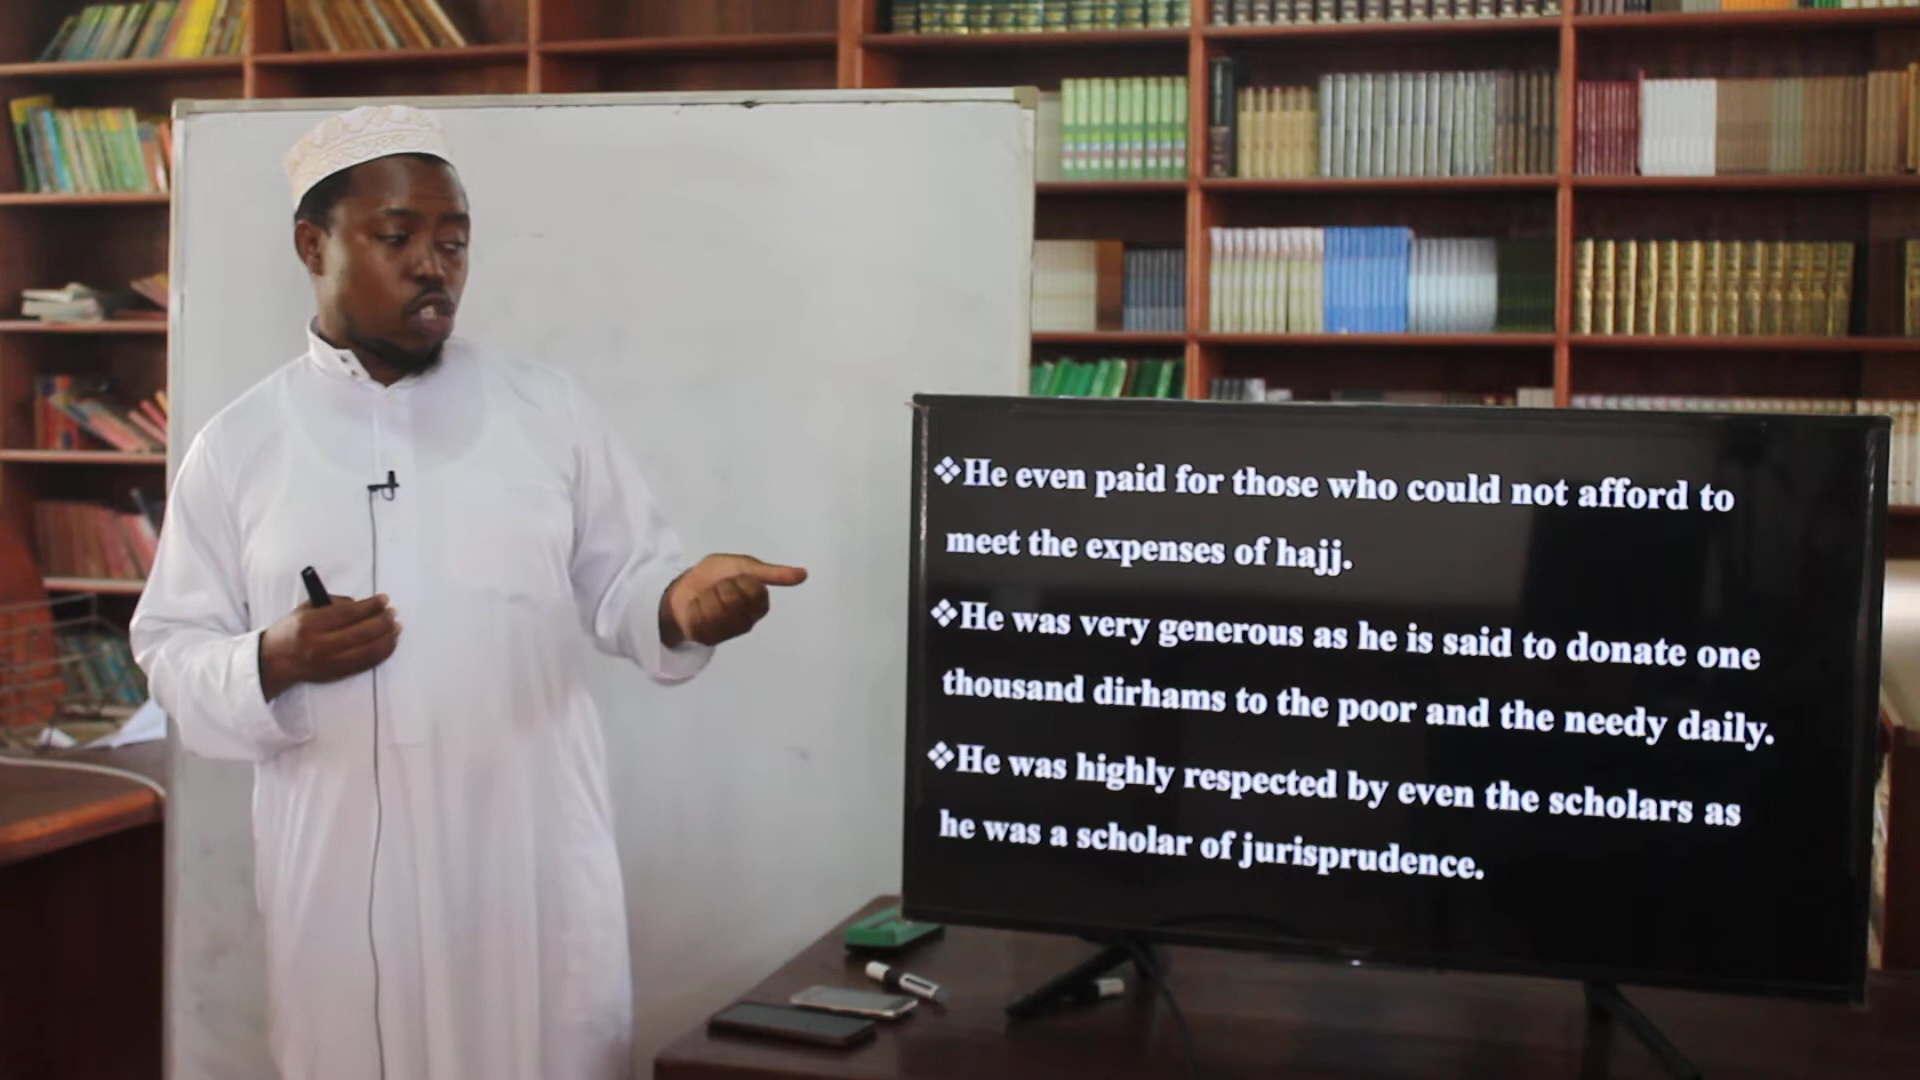 ❖He even paid for those who could not afford to
meet the expenses of hajj.
❖He was very generous as he is said to donate one
thousand dirhams to the poor and the needy daily.
❖He was highly respected by even the scholars as
he was a scholar of jurisprudence.